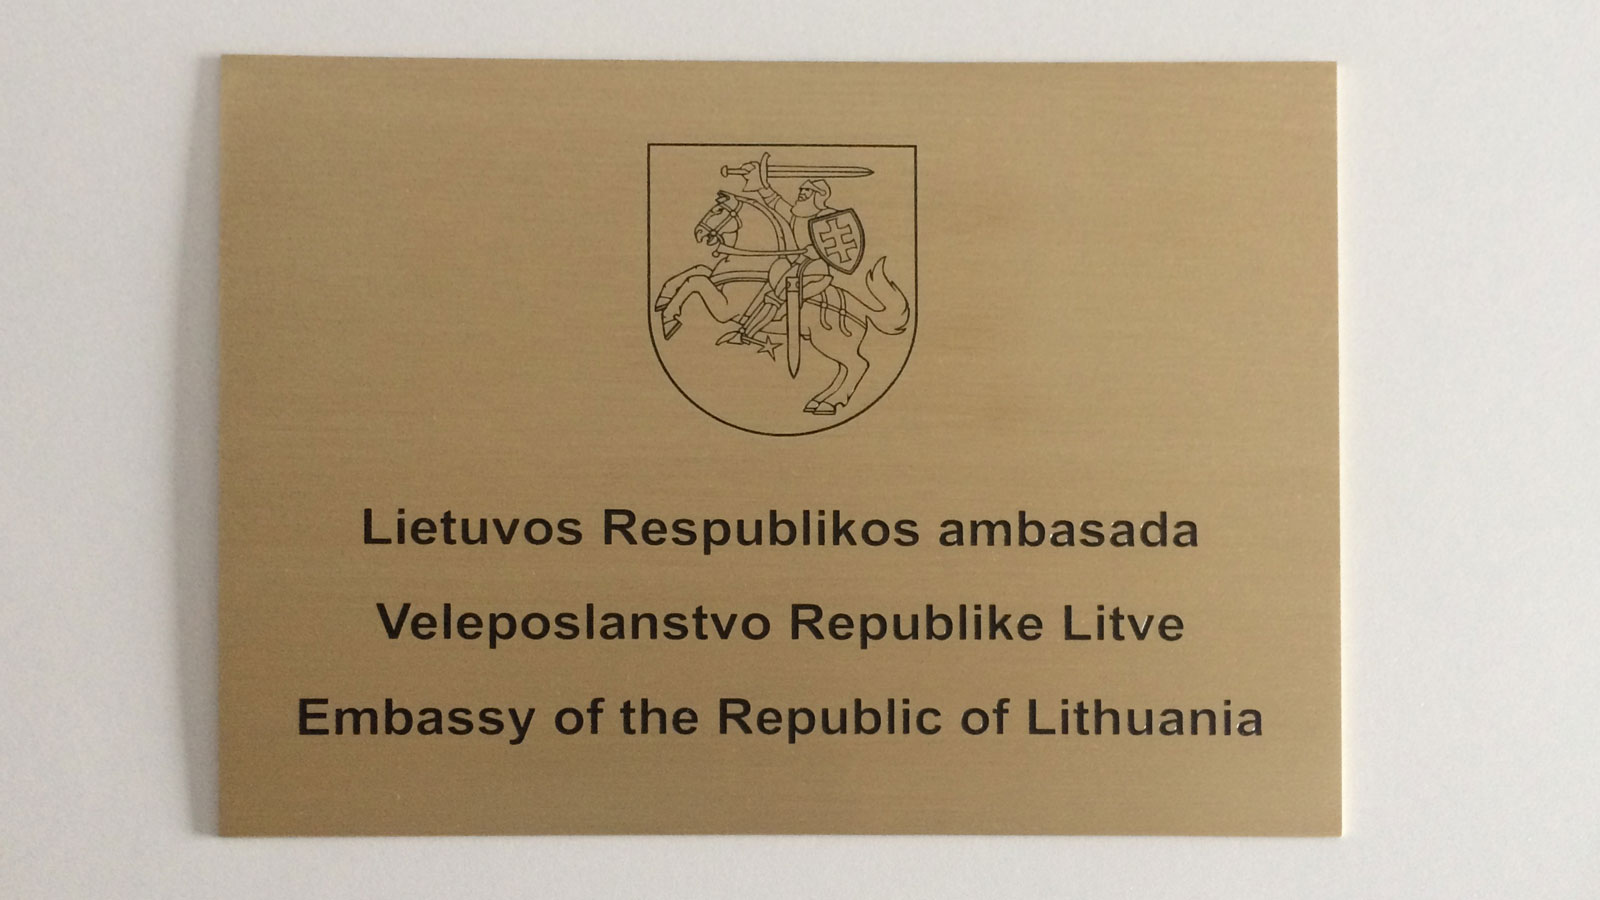 Lietuvos Respublikos ambasada
Veleposlanstvo Republike Litve
Embassy of the Republic of Lithuania